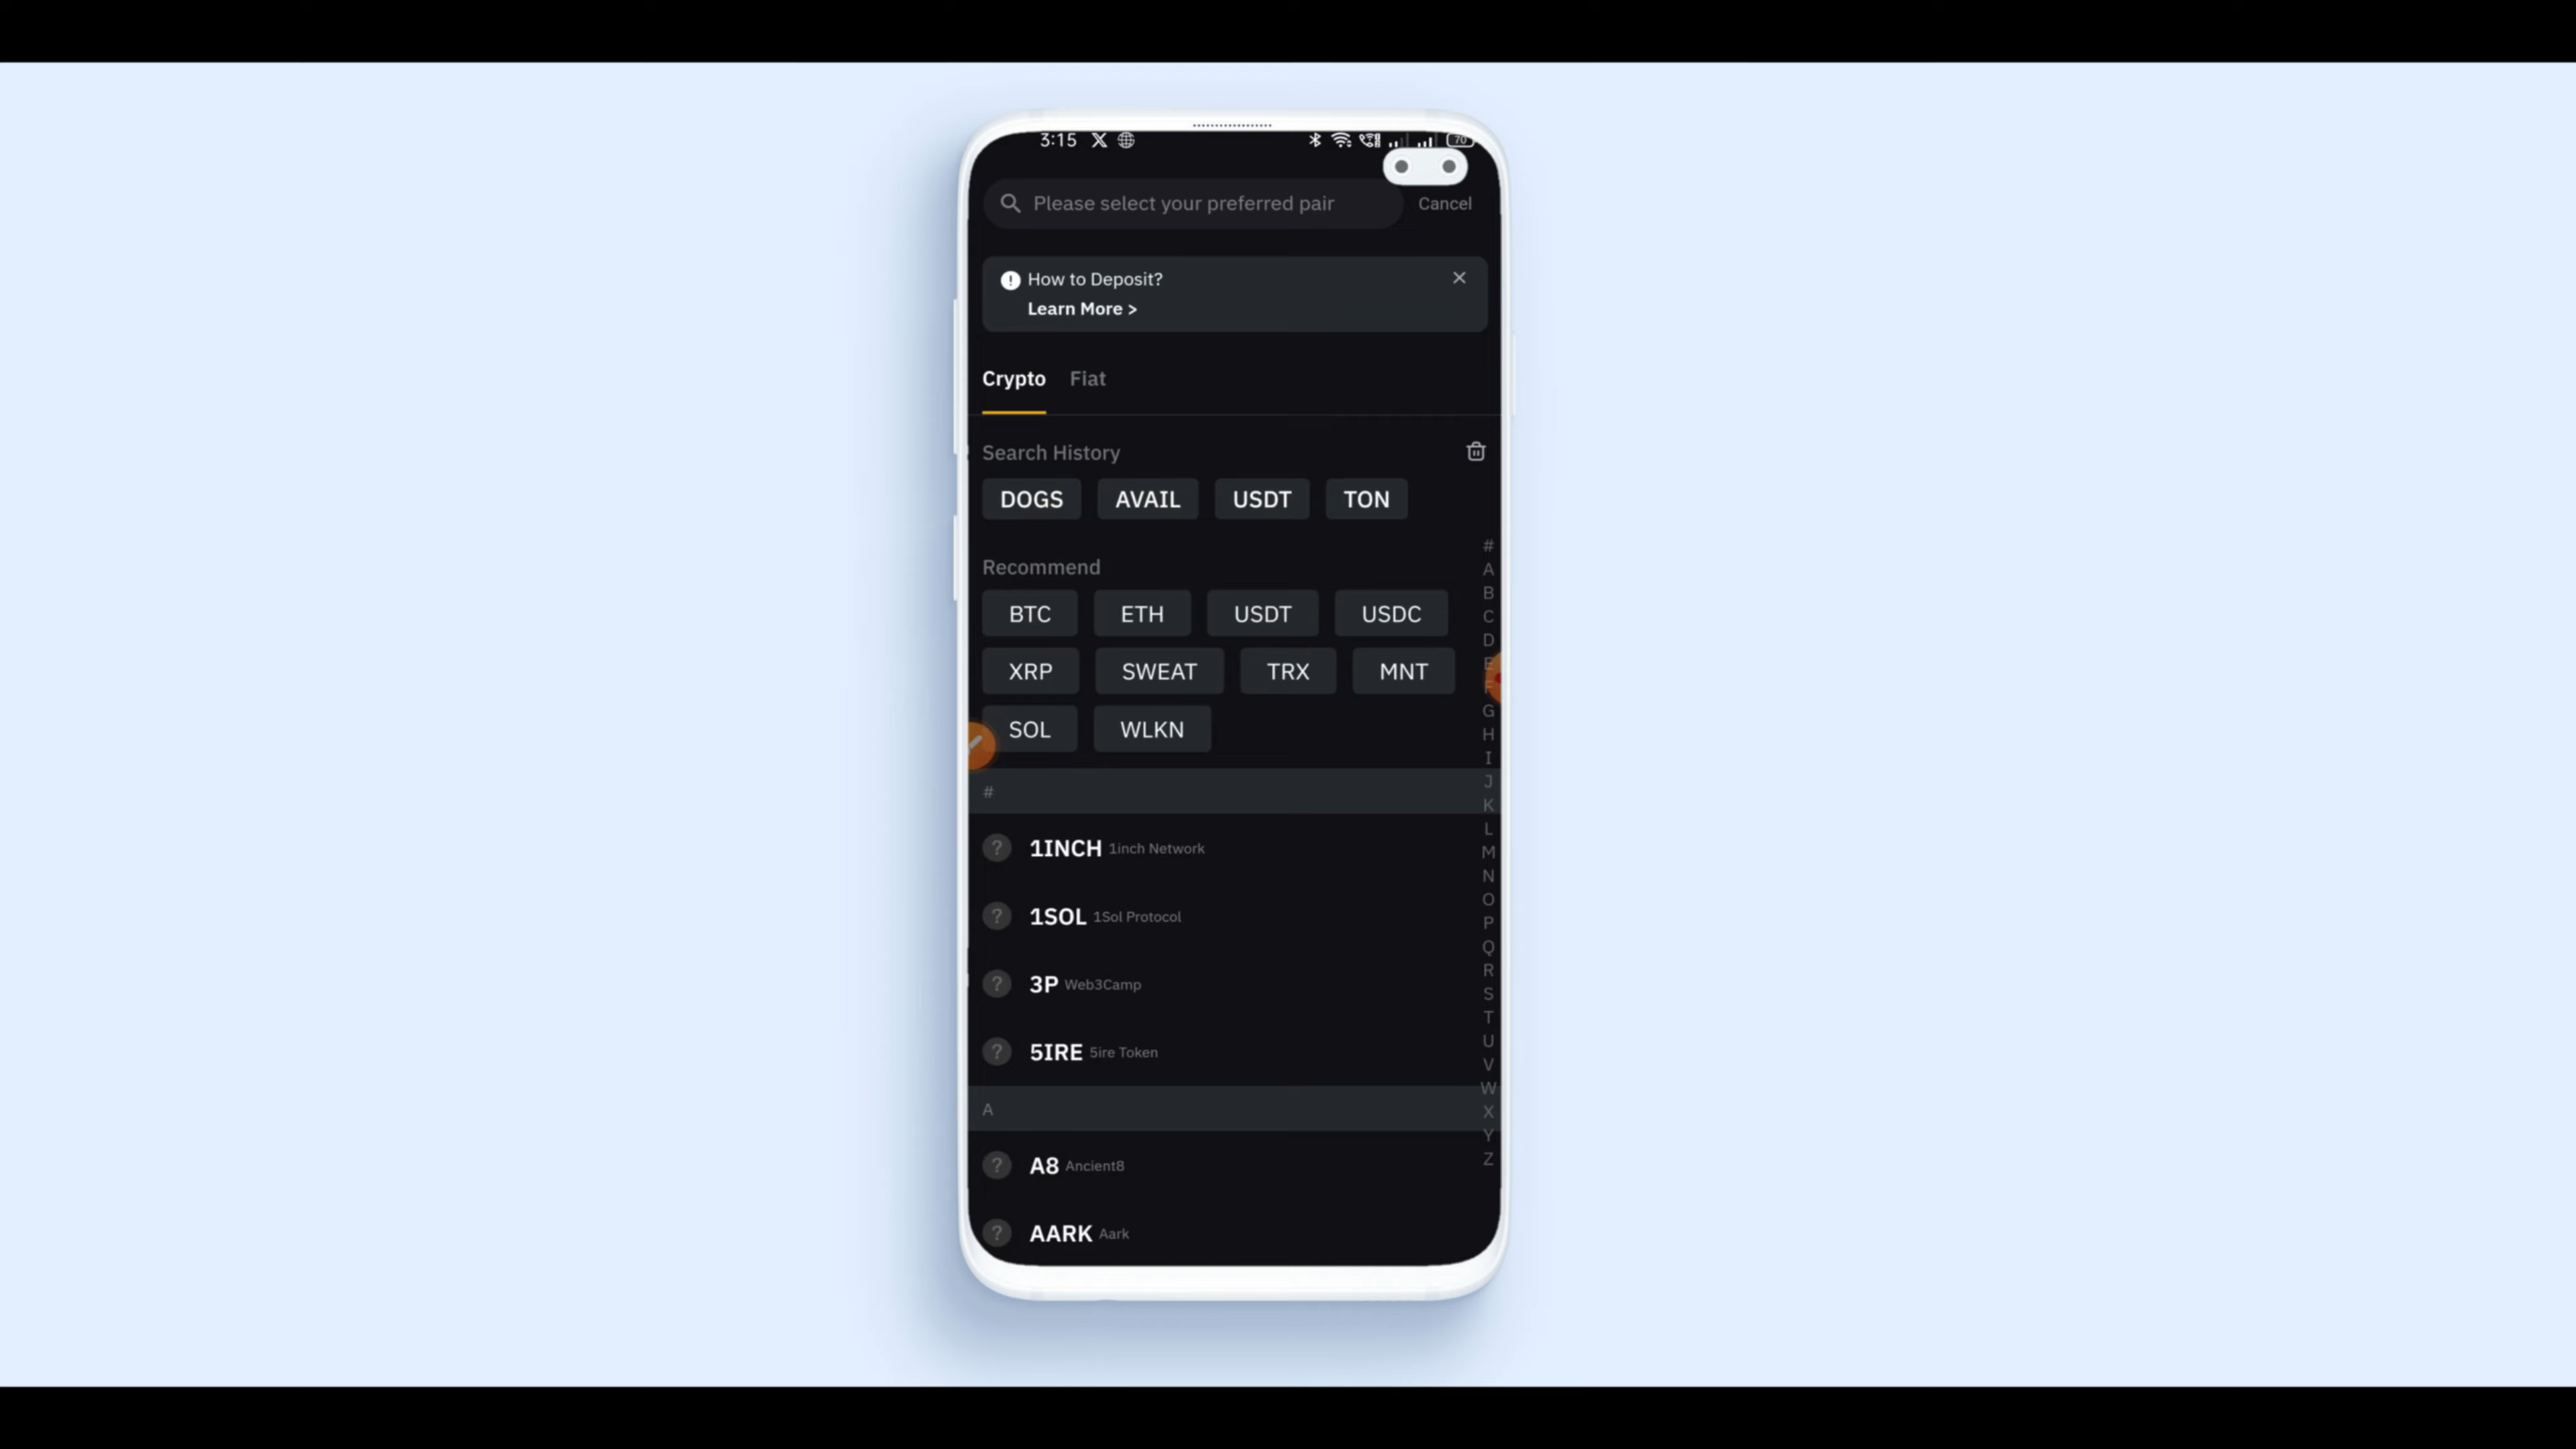 3:15
70
Please select your preferred pair Cancel
How to Deposit?
Learn More >
Crypto Fiat
Search History
DOGS AVAIL USDT TON
Recommend
BTC ETH USDT USDC
XRP SWEAT TRX MNT
SOL WLKN
#
1INCH 1inch Network
1SOL 1Sol Protocol
3P Web3Camp
5IRE 5ire Token
A
A8 Ancient8
AARK Aark
#
A
B
C
D
E
F
G
H
I
J
K
L
M
N
O
P
Q
R
S
T
U
V
W
X
Y
Z